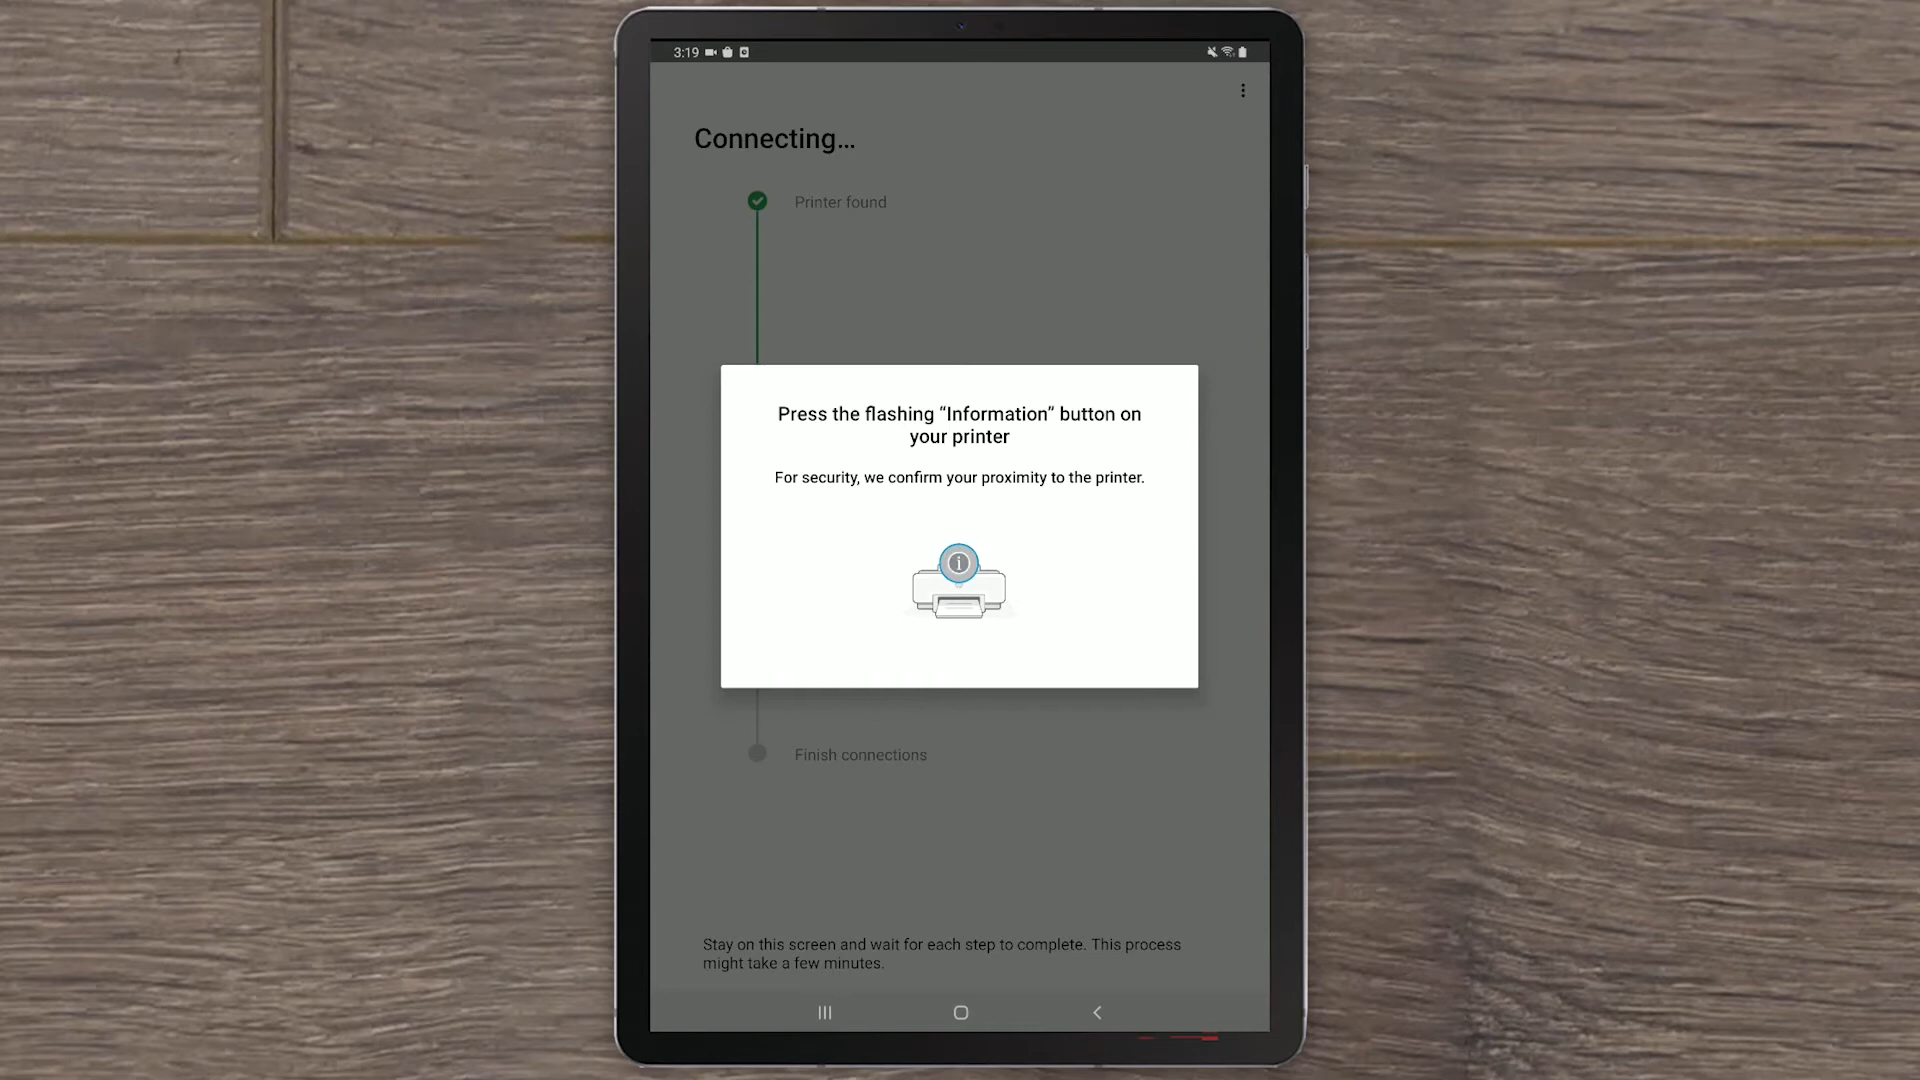 3:19
Connecting...
Printer found
Press the flashing “Information” button on
your printer
For security, we confirm your proximity to the printer.
i
Finish connections
Stay on this screen and wait for each step to complete. This process
might take a few minutes.